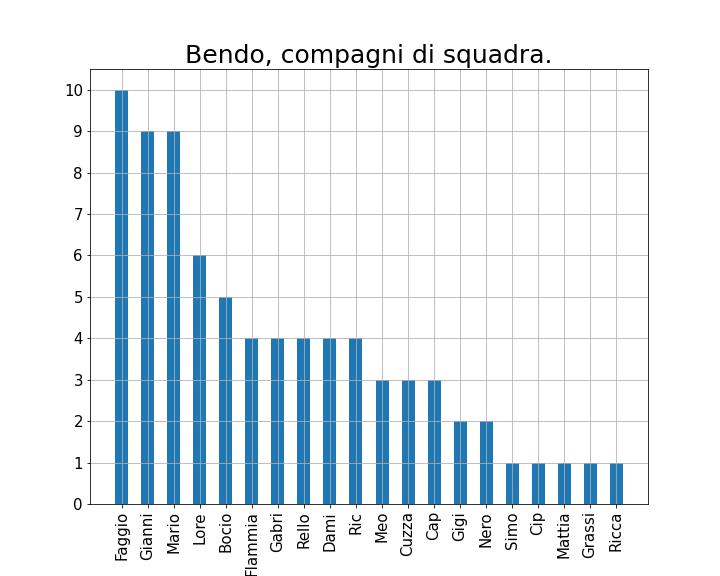 Bendo, compagni di squadra.
10
9
8
7
6
5
4
3
2
1
0
Faggio
Gianni
Mario
Lore
Bocio
Flammia
Gabri
Rello
Dami
Ric
Meo
Cuzza
Cap
Gigi
Nero
Simo
Cip
Mattia
Grassi
Ricca